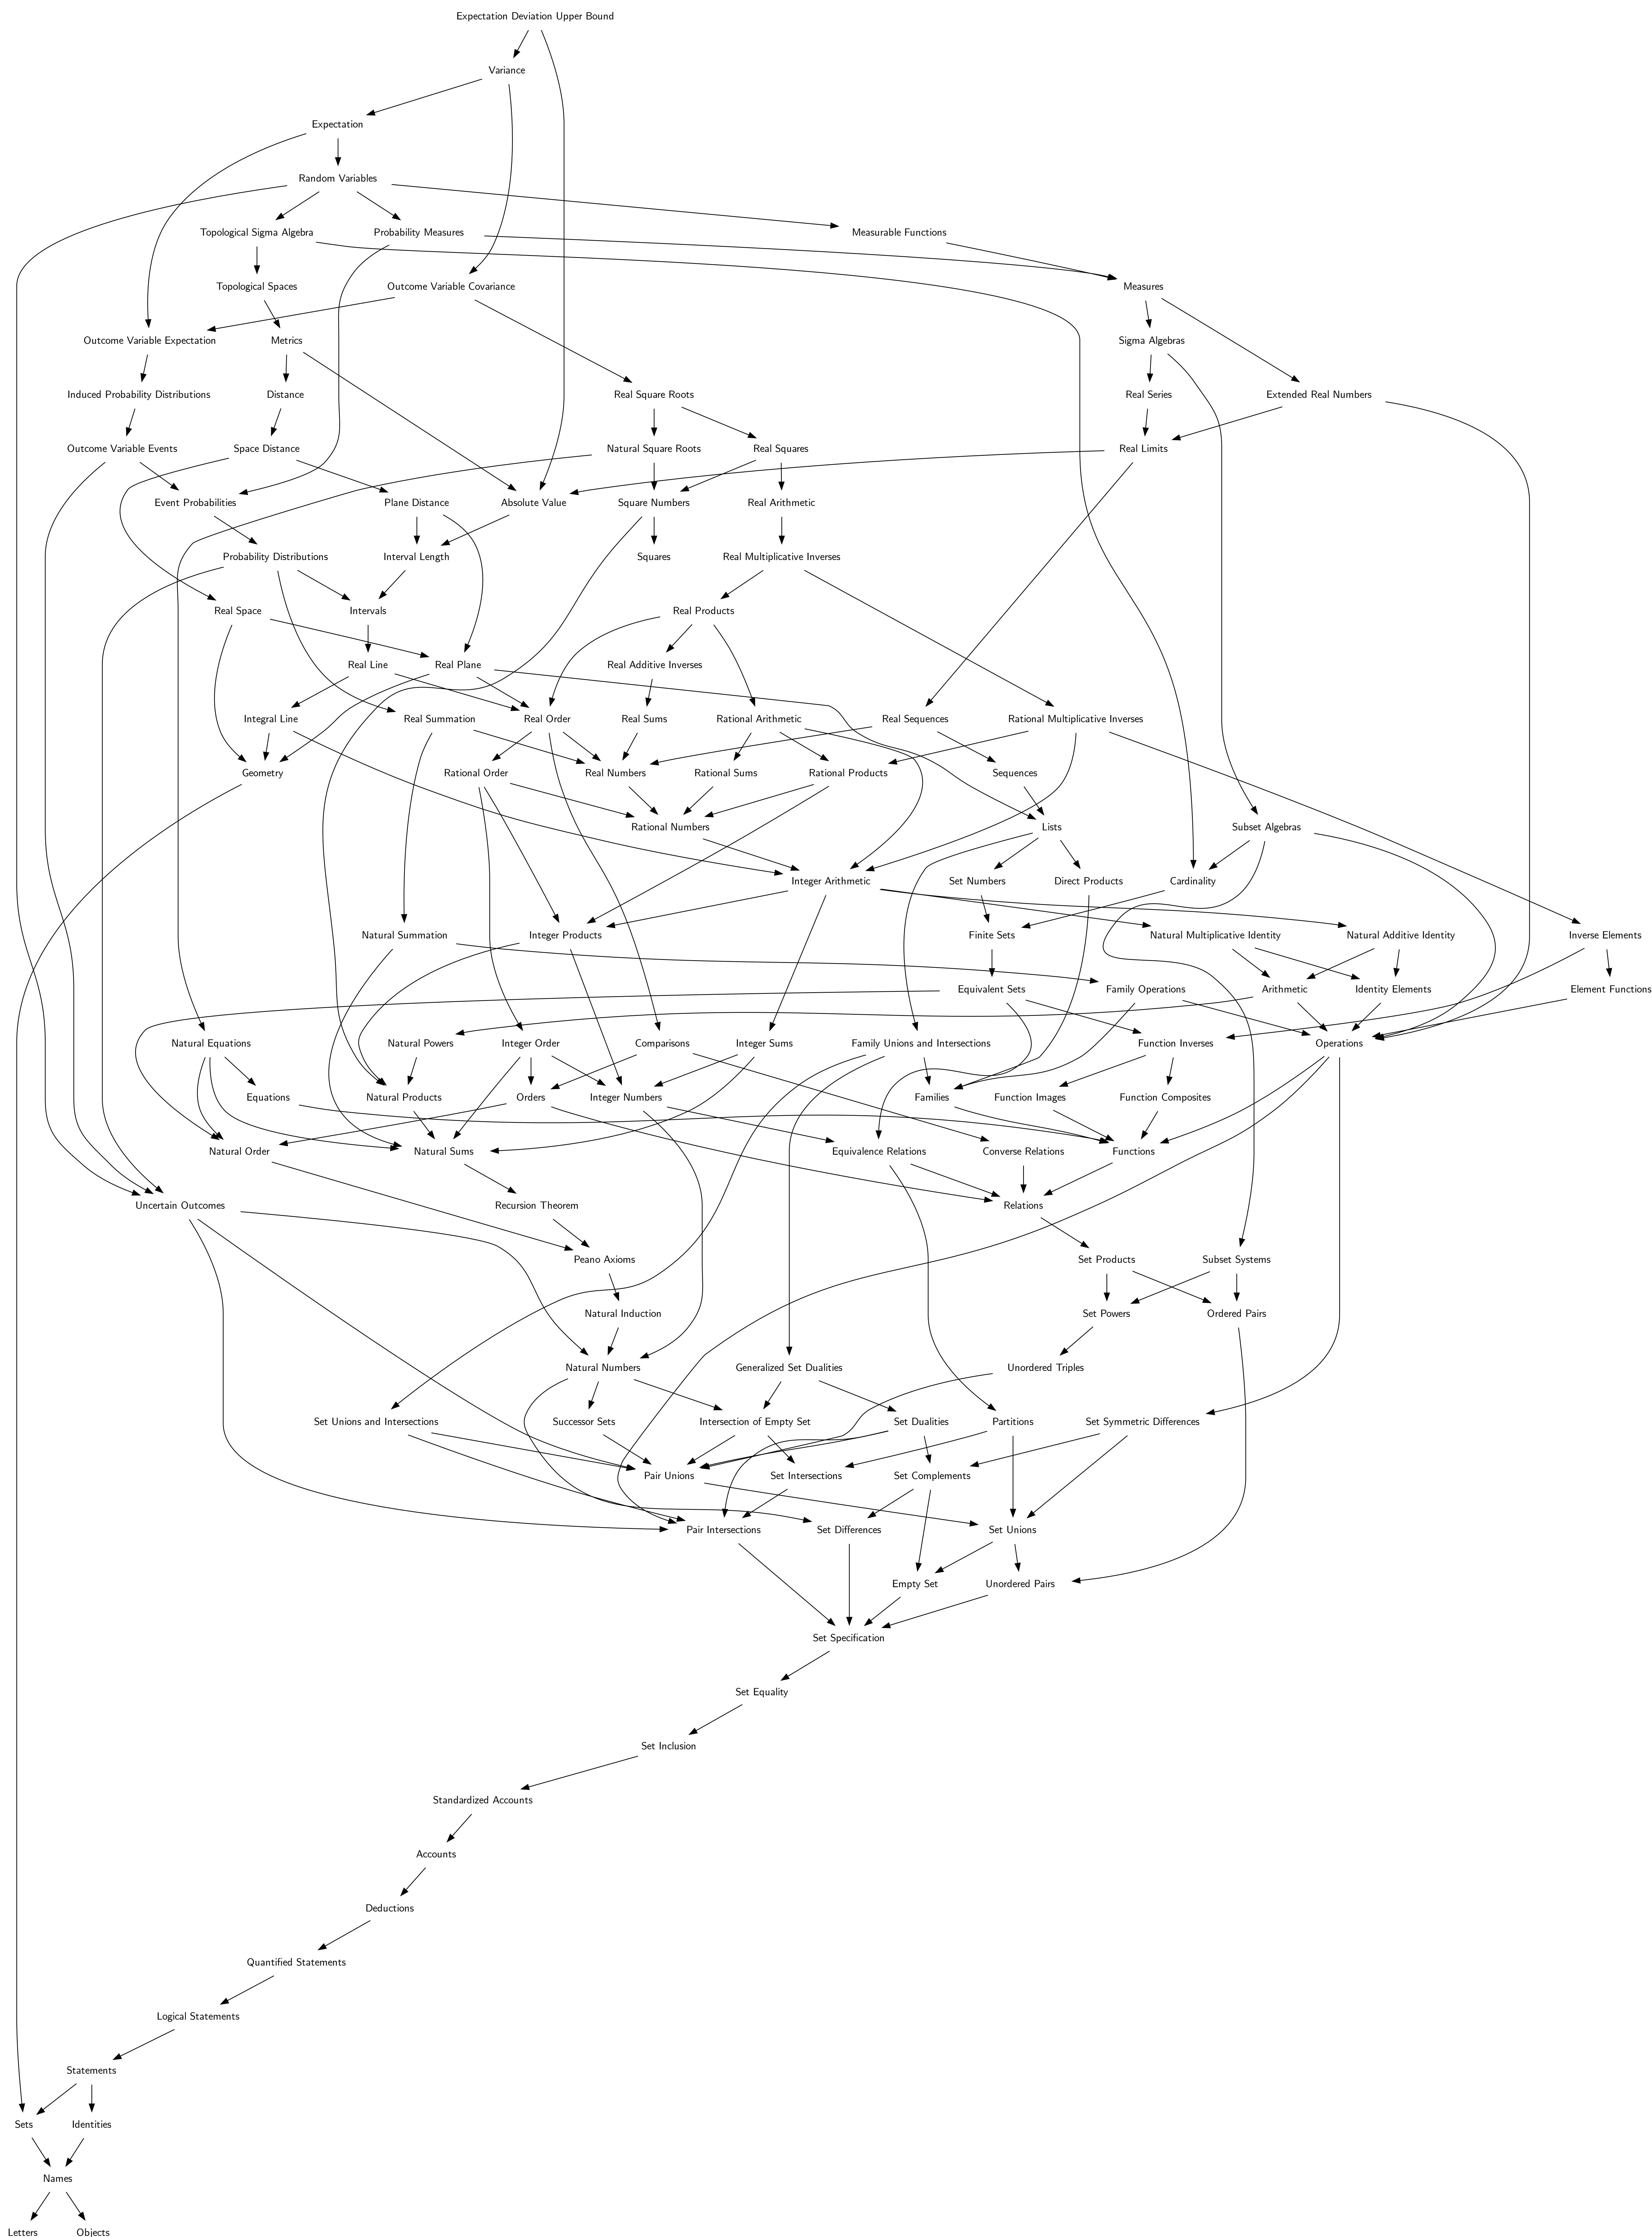 Expectation Deviation Upper Bound
Variance
Expectation
Random Variables
Topological Sigma Algebra
Probability Measures
Measurable Functions
Topological Spaces
Outcome Variable Covariance
Measures
Outcome Variable Expectation
Metrics
Sigma Algebras
Induced Probability Distributions
Distance
Real Square Roots
Real Series
Extended Real Numbers
Outcome Variable Events
Space Distance
Natural Square Roots
Real Squares
Real Limits
Event Probabilities
Plane Distance
Absolute Value
Square Numbers
Real Arithmetic
Probability Distributions
Interval Length
Squares
Real Multiplicative Inverses
Real Space
Intervals
Real Products
Real Line
Real Plane
Real Additive Inverses
Integral Line
Real Summation
Real Order
Real Sums
Rational Arithmetic
Real Sequences
Rational Multiplicative Inverses
Geometry
Rational Order
Real Numbers
Rational Sums
Rational Products
Sequences
Rational Numbers
Lists
Subset Algebras
Integer Arithmetic
Set Numbers
Direct Products
Cardinality
Natural Summation
Integer Products
Finite Sets
Natural Multiplicative Identity
Natural Additive Identity
Inverse Elements
Equivalent Sets
Family Operations
Arithmetic
Identity Elements
Element Functions
Natural Equations
Natural Powers
Integer Order
Comparisons
Integer Sums
Family Unions and Intersections
Function Inverses
Operations
Equations
Natural Products
Orders
Integer Numbers
Families
Function Images
Function Composites
Natural Order
Natural Sums
Equivalence Relations
Converse Relations
Functions
Uncertain Outcomes
Recursion Theorem
Relations
Peano Axioms
Set Products
Subset Systems
Natural Induction
Set Powers
Ordered Pairs
Natural Numbers
Generalized Set Dualities
Unordered Triples
Set Unions and Intersections
Successor Sets
Intersection of Empty Set
Set Dualities
Partitions
Set Symmetric Differences
Pair Unions
Set Intersections
Set Complements
Pair Intersections
Set Differences
Set Unions
Empty Set
Unordered Pairs
Set Specification
Set Equality
Set Inclusion
Standardized Accounts
Accounts
Deductions
Quantified Statements
Logical Statements
Statements
Sets
Identities
Names
Letters
Objects